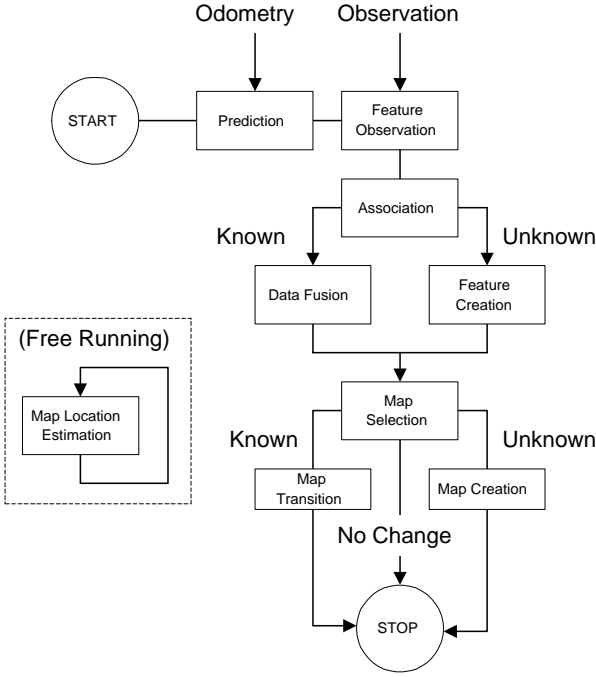 Odometry
Observation
START
Prediction
Feature
Observation
Association
Known
Unknown
Data Fusion
Feature
Creation
(Free Running)
Map Location
Estimation
Map
Selection
Known
Unknown
Map
Transition
Map Creation
No Change
STOP